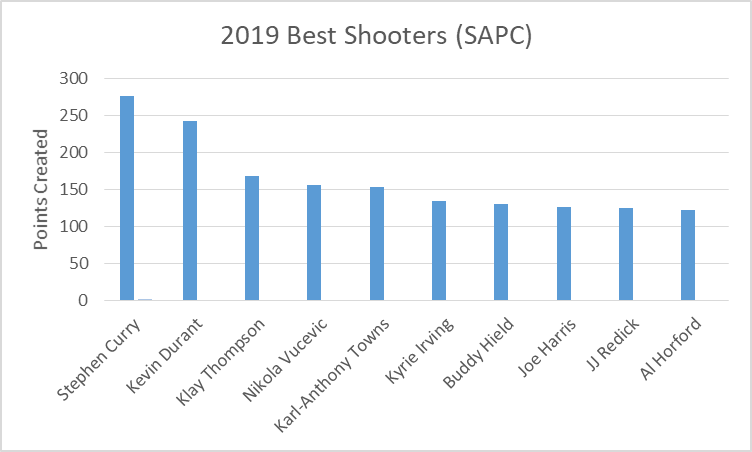 2019 Best Shooters (SAPC)
Points Created
300
250
200
150
100
50
0
Stephen Curry
Kevin Durant
Klay Thompson
Nikola Vucevic
Karl-Anthony Towns
Kyrie Irving
Buddy Hield
Joe Harris
JJ Redick
Al Horford